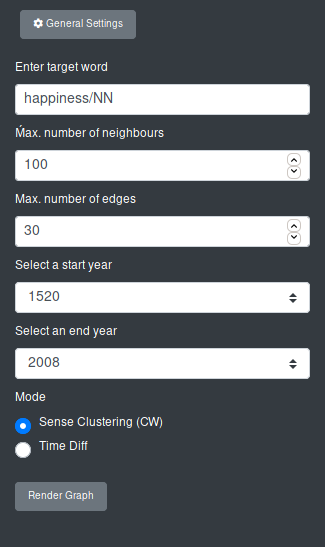 General Settings
Enter target word
happiness/NN
Ḿax. number of neighbours
100
Max. number of edges
30
Select a start year
1520
Select an end year
2008
Mode
Sense Clustering (CW)
Time Diff
Render Graph